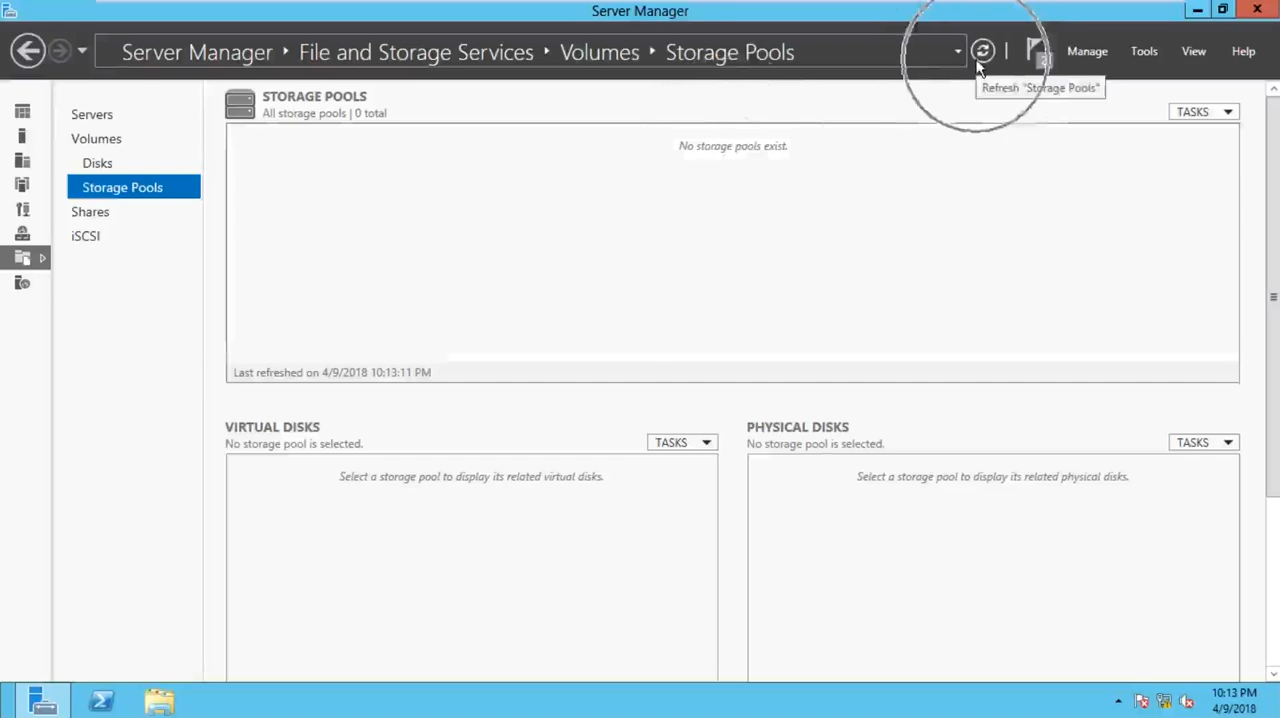 Server Manager
Server Manager ‣ File and Storage Services ‣ Volumes ‣ Storage Pools
Manage Tools View Help
2
Refresh "Storage Pools"
Servers
Volumes
Disks
Storage Pools
Shares
iSCSI
STORAGE POOLS
All storage pools | 0 total
TASKS
No storage pools exist.
Last refreshed on 4/9/2018 10:13:11 PM
VIRTUAL DISKS
No storage pool is selected.
TASKS
Select a storage pool to display its related virtual disks.
PHYSICAL DISKS
No storage pool is selected.
TASKS
Select a storage pool to display its related physical disks.
10:13 PM
4/9/2018